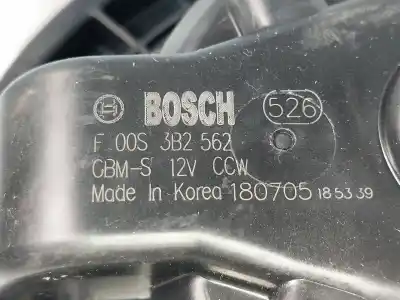 BOSCH 526
F 00S 3B2 562
GBM-S 12V CCW
Made In Korea 180705 185339